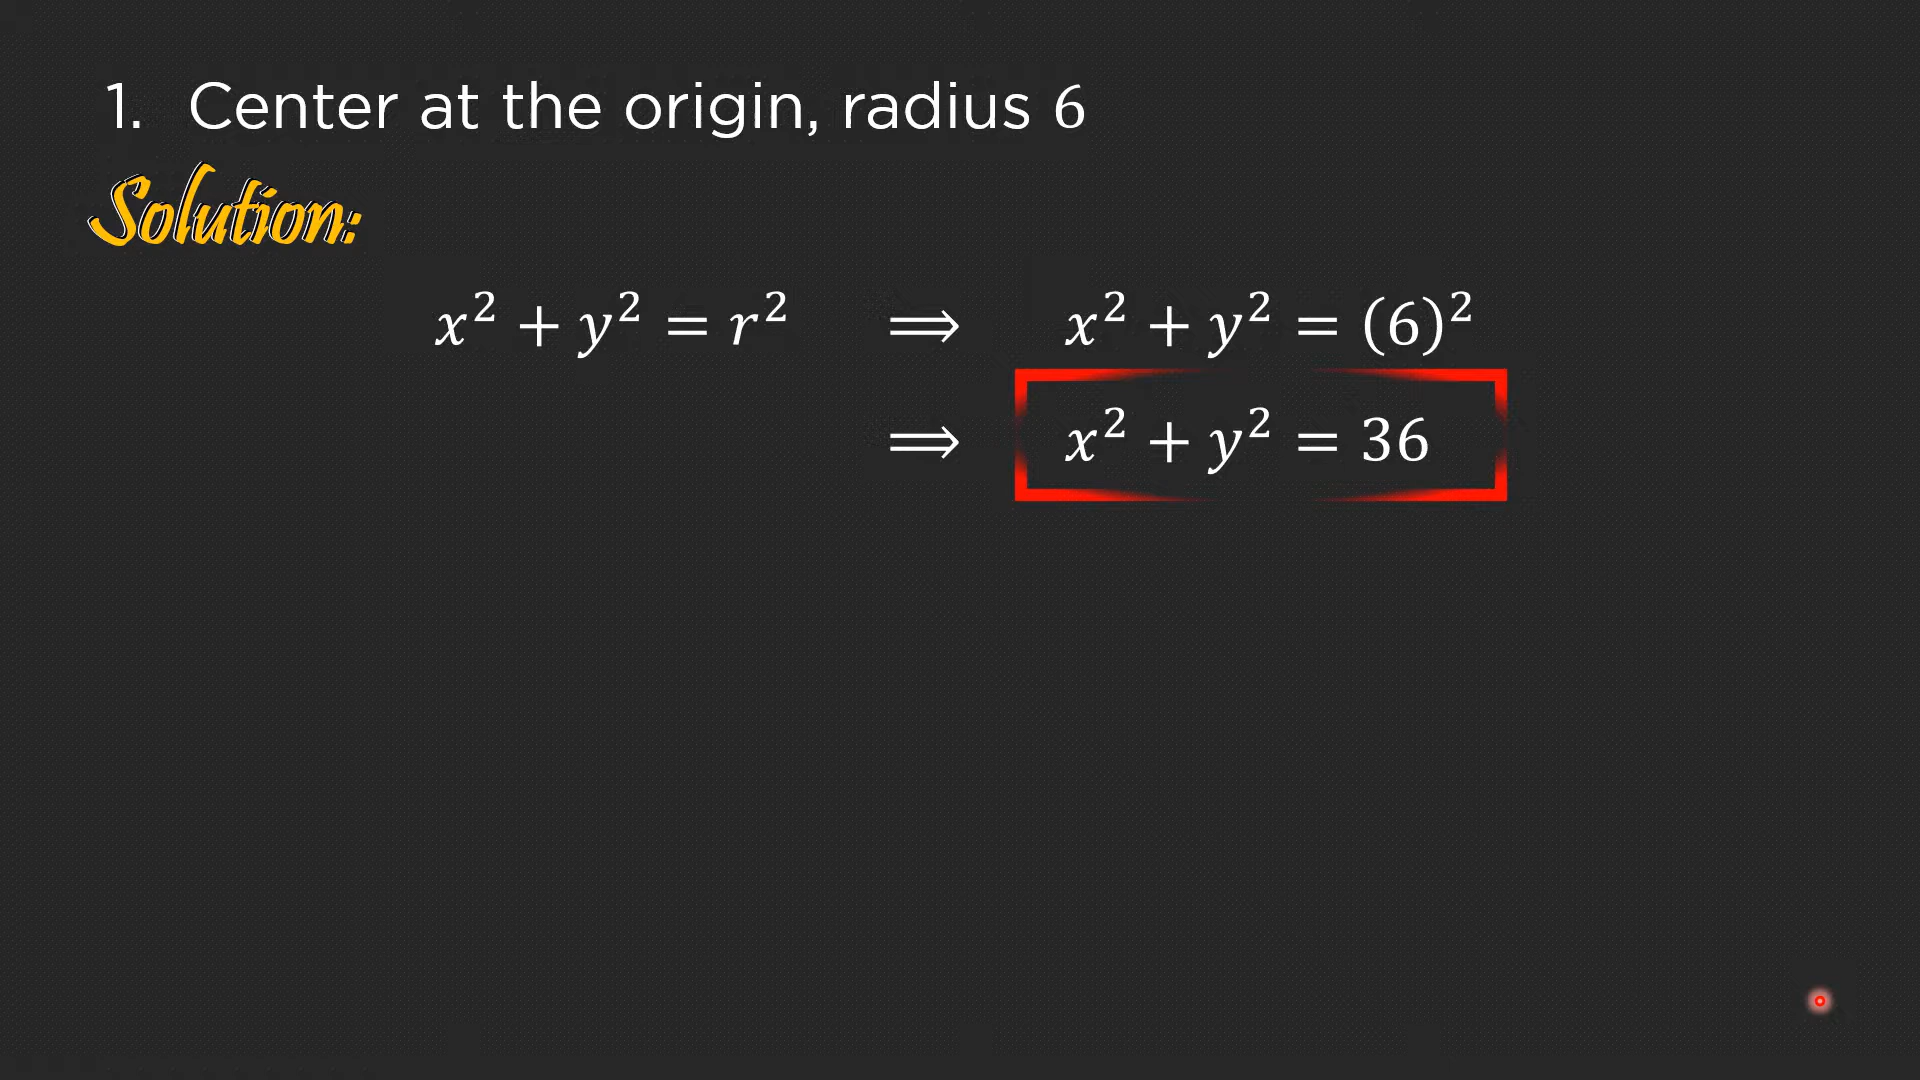 1. Center at the origin, radius 6
Solution:
x² + y² = r² ⟹ x² + y² = (6)²
⟹ x² + y² = 36